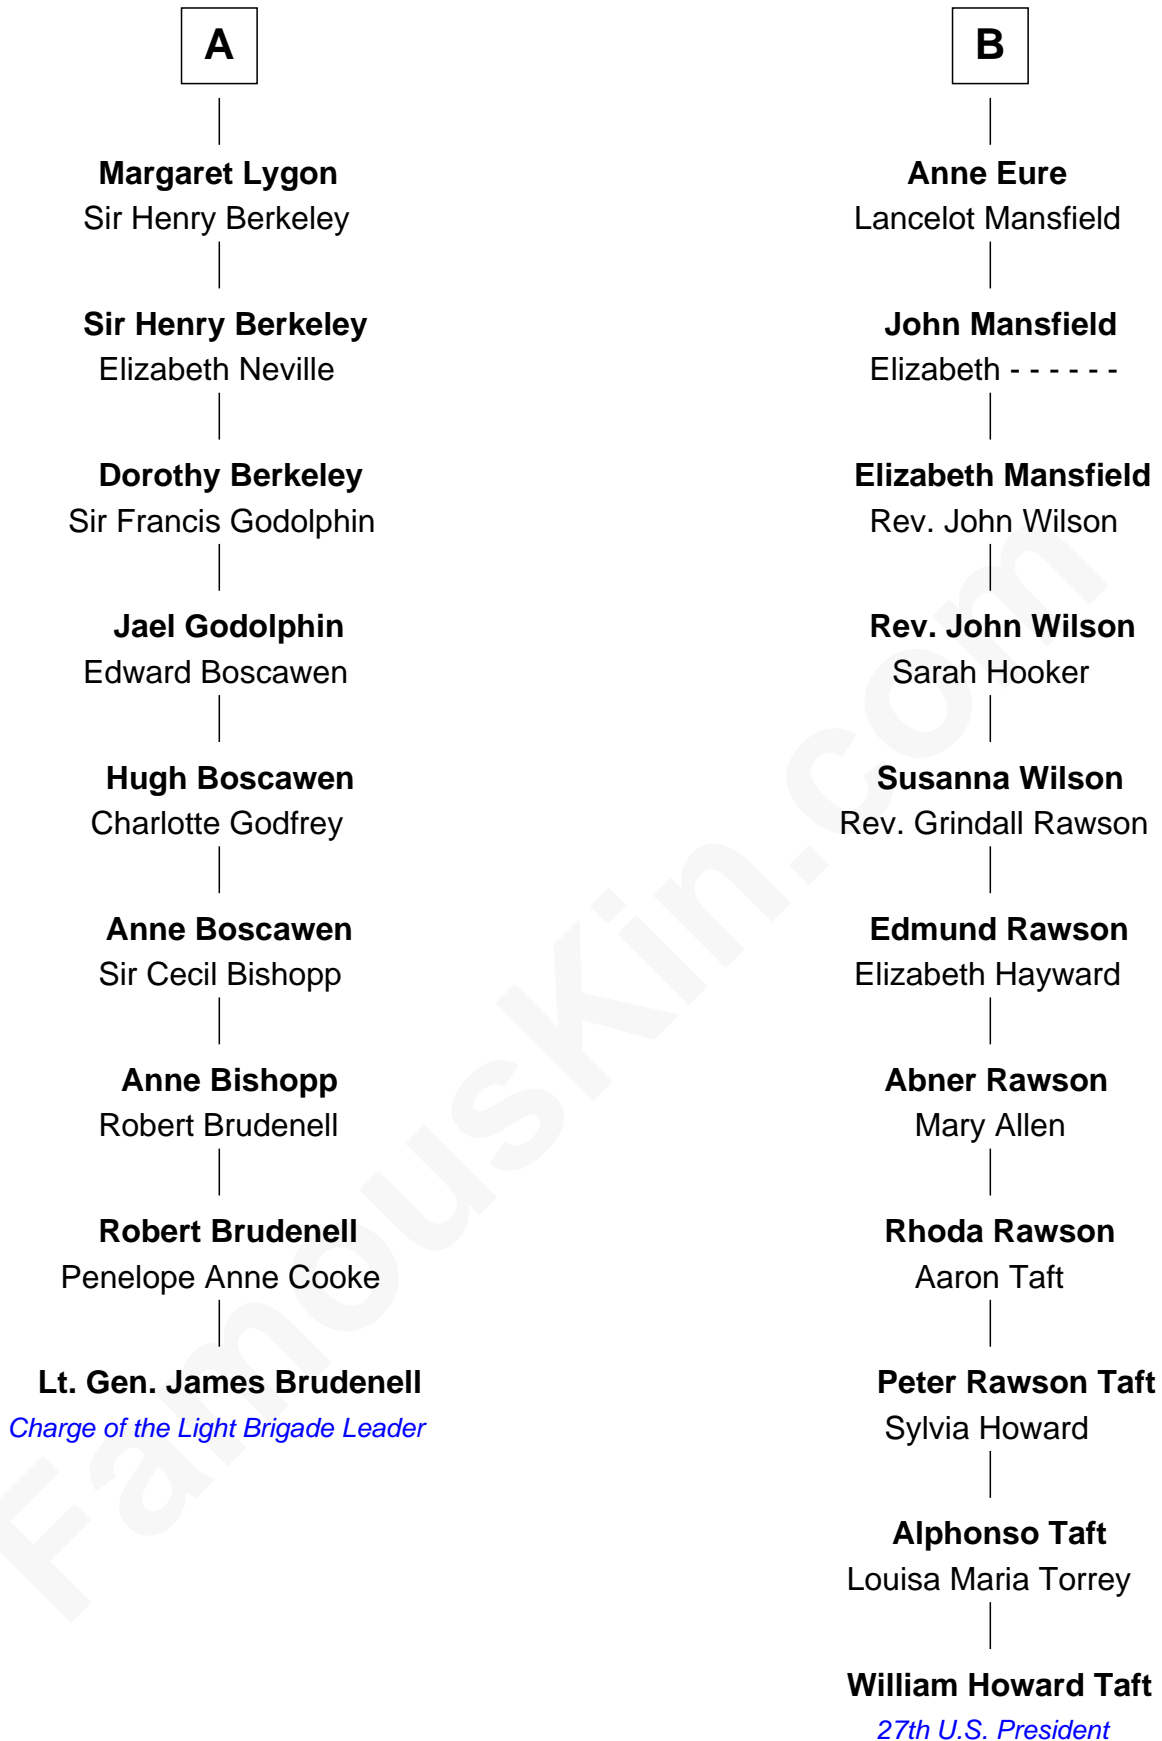 A
Margaret Lygon
Sir Henry Berkeley
Sir Henry Berkeley
Elizabeth Neville
Dorothy Berkeley
Sir Francis Godolphin
Jael Godolphin
Edward Boscawen
Hugh Boscawen
Charlotte Godfrey
Anne Boscawen
Sir Cecil Bishopp
Anne Bishopp
Robert Brudenell
Robert Brudenell
Penelope Anne Cooke
Lt. Gen. James Brudenell
Charge of the Light Brigade Leader
B
Anne Eure
Lancelot Mansfield
John Mansfield
Elizabeth - - - - - -
Elizabeth Mansfield
Rev. John Wilson
Rev. John Wilson
Sarah Hooker
Susanna Wilson
Rev. Grindall Rawson
Edmund Rawson
Elizabeth Hayward
Abner Rawson
Mary Allen
Rhoda Rawson
Aaron Taft
Peter Rawson Taft
Sylvia Howard
Alphonso Taft
Louisa Maria Torrey
William Howard Taft
27th U.S. President
FamousKin.com